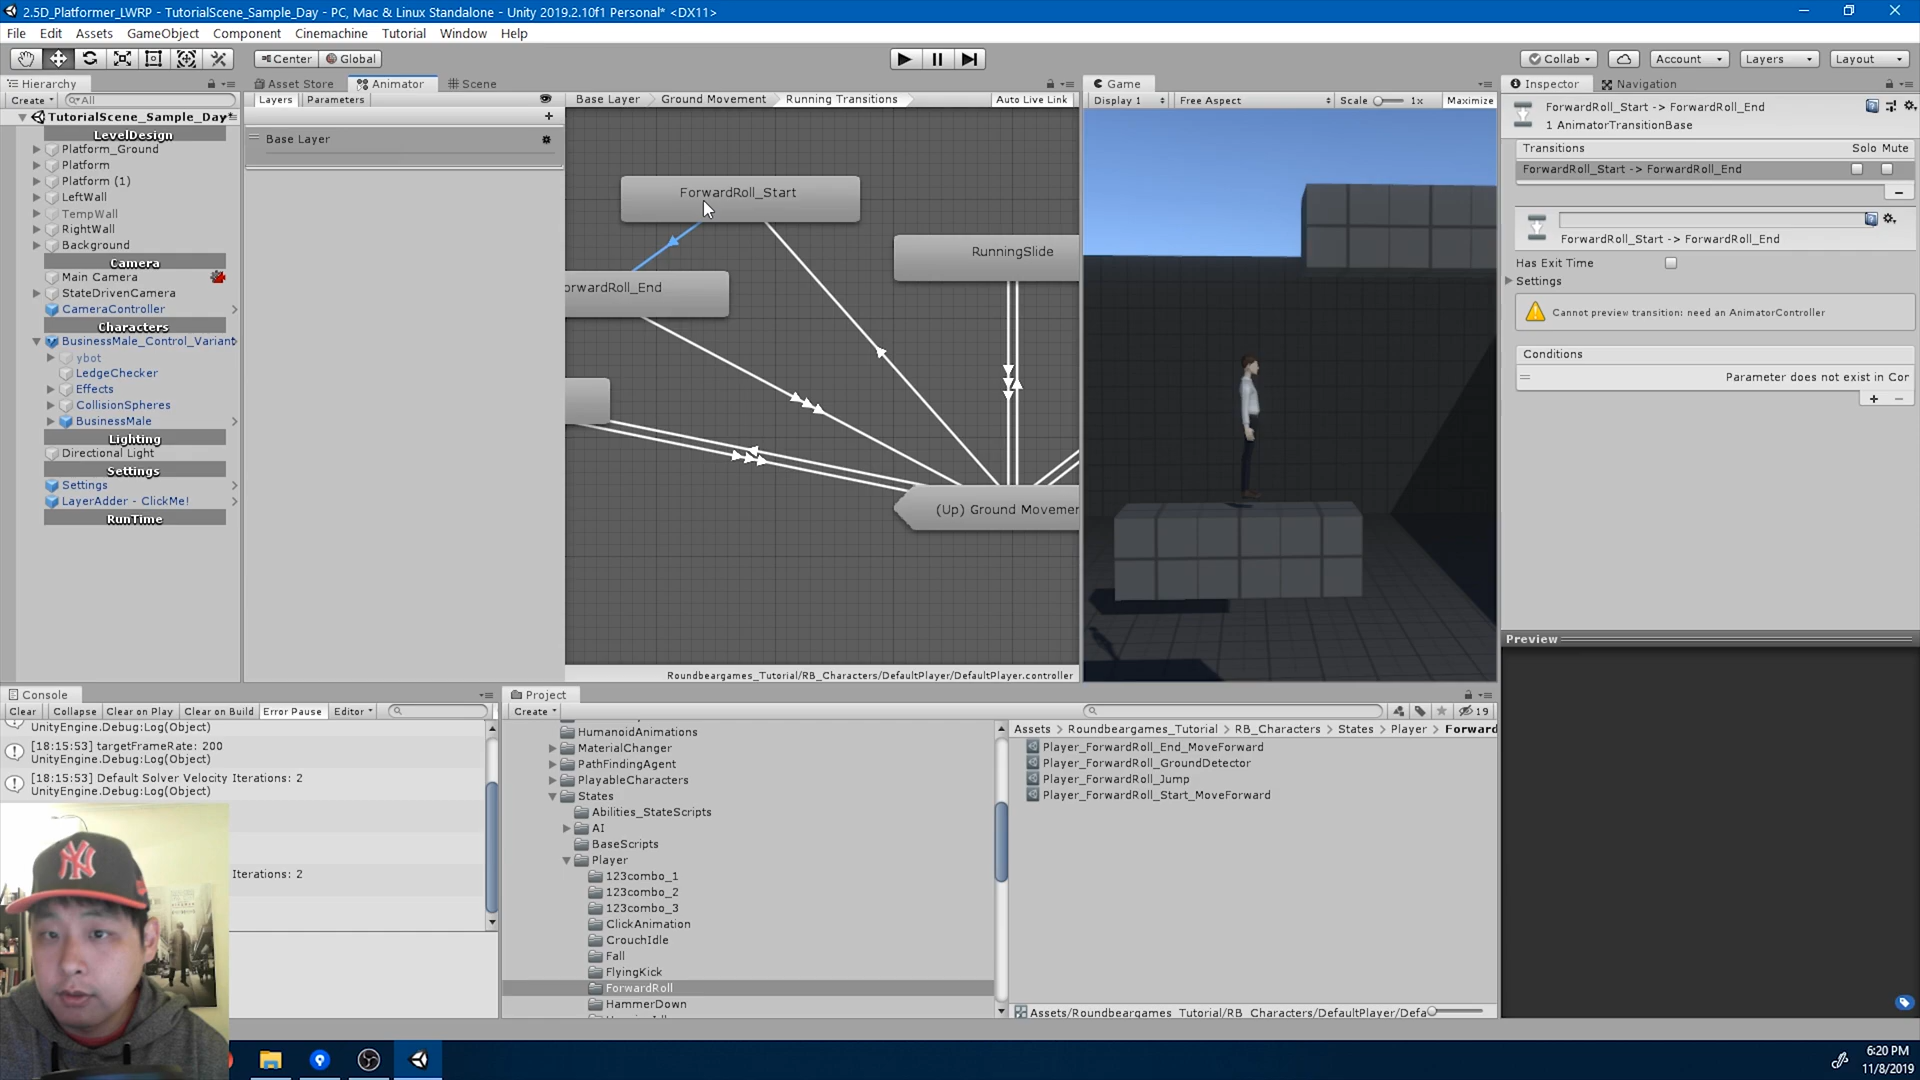 2.5D_Platformer_LWRP - TutorialScene_Sample_Day - PC, Mac & Linux Standalone - Unity 2019.2.10f1 Personal* <DX11>
File Edit Assets GameObject Component Cinemachine Tutorial Window Help
Center Global Collab Account Layers Layout
Hierarchy
Create All
TutorialScene_Sample_Day*
LevelDesign
Platform_Ground
Platform
Platform (1)
LeftWall
TempWall
RightWall
Background
Camera
Main Camera
StateDrivenCamera
CameraController
Characters
BusinessMale_Control_Variant
ybot
LedgeChecker
Effects
CollisionSpheres
BusinessMale
Lighting
Directional Light
Settings
Settings
LayerAdder - ClickMe!
RunTime
Asset Store Animator Scene
Layers Parameters
Base Layer Ground Movement Running Transitions Auto Live Link
Base Layer
ForwardRoll_Start
RunningSlide
orwardRoll_End
(Up) Ground Movemen
Roundbeargames_Tutorial/RB_Characters/DefaultPlayer/DefaultPlayer.controller
Game
Display 1 Free Aspect Scale 1x Maximize
Inspector Navigation
ForwardRoll_Start -> ForwardRoll_End
1 AnimatorTransitionBase
Transitions Solo Mute
ForwardRoll_Start -> ForwardRoll_End
ForwardRoll_Start -> ForwardRoll_End
Has Exit Time
Settings
Cannot preview transition: need an AnimatorController
Conditions
Parameter does not exist in Cor
Preview
Console
Clear Collapse Clear on Play Clear on Build Error Pause Editor
UnityEngine.Debug:Log(Object)
[18:15:53] targetFrameRate: 200
UnityEngine.Debug:Log(Object)
[18:15:53] Default Solver Velocity Iterations: 2
UnityEngine.Debug:Log(Object)
Iterations: 2
Project
Create 19
HumanoidAnimations
MaterialChanger
PathFindingAgent
PlayableCharacters
States
Abilities_StateScripts
AI
BaseScripts
Player
123combo_1
123combo_2
123combo_3
ClickAnimation
CrouchIdle
Fall
FlyingKick
ForwardRoll
HammerDown
Assets Roundbeargames_Tutorial RB_Characters States Player Forward
Player_ForwardRoll_End_MoveForward
Player_ForwardRoll_GroundDetector
Player_ForwardRoll_Jump
Player_ForwardRoll_Start_MoveForward
Assets/Roundbeargames_Tutorial/RB_Characters/DefaultPlayer/Defa
6:20 PM
11/8/2019